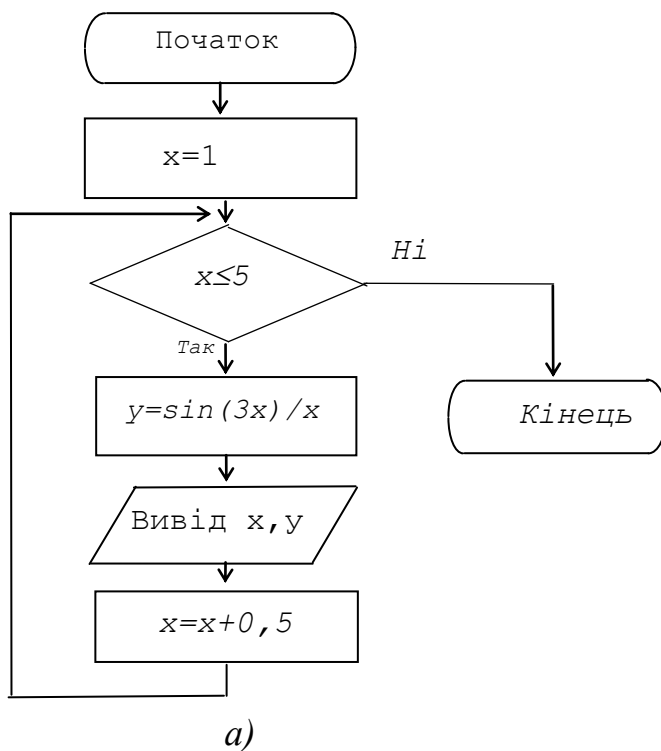 Початок
x=1
x≤5
Ні
Так
y=sin(3x)/x
Кінець
Вивід x,y
x=x+0,5
а)